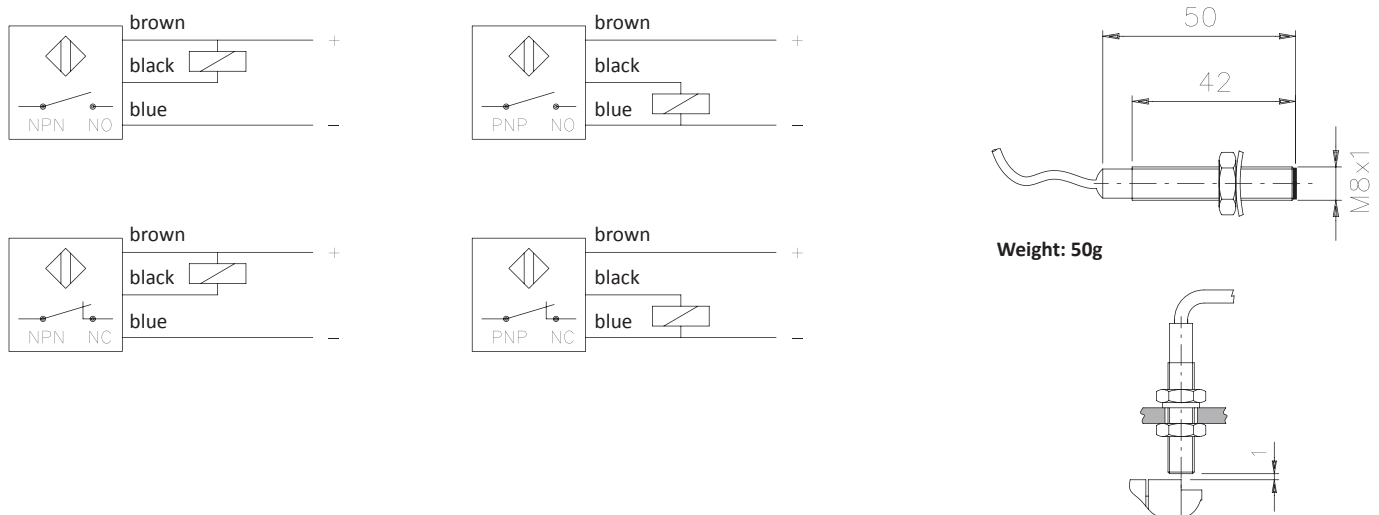 brown
+
black
blue
NPN NO
−
brown
+
black
blue
PNP NO
−
50
42
M8x1
brown
+
black
blue
NPN NC
−
brown
+
black
blue
PNP NC
−
Weight: 50g
1